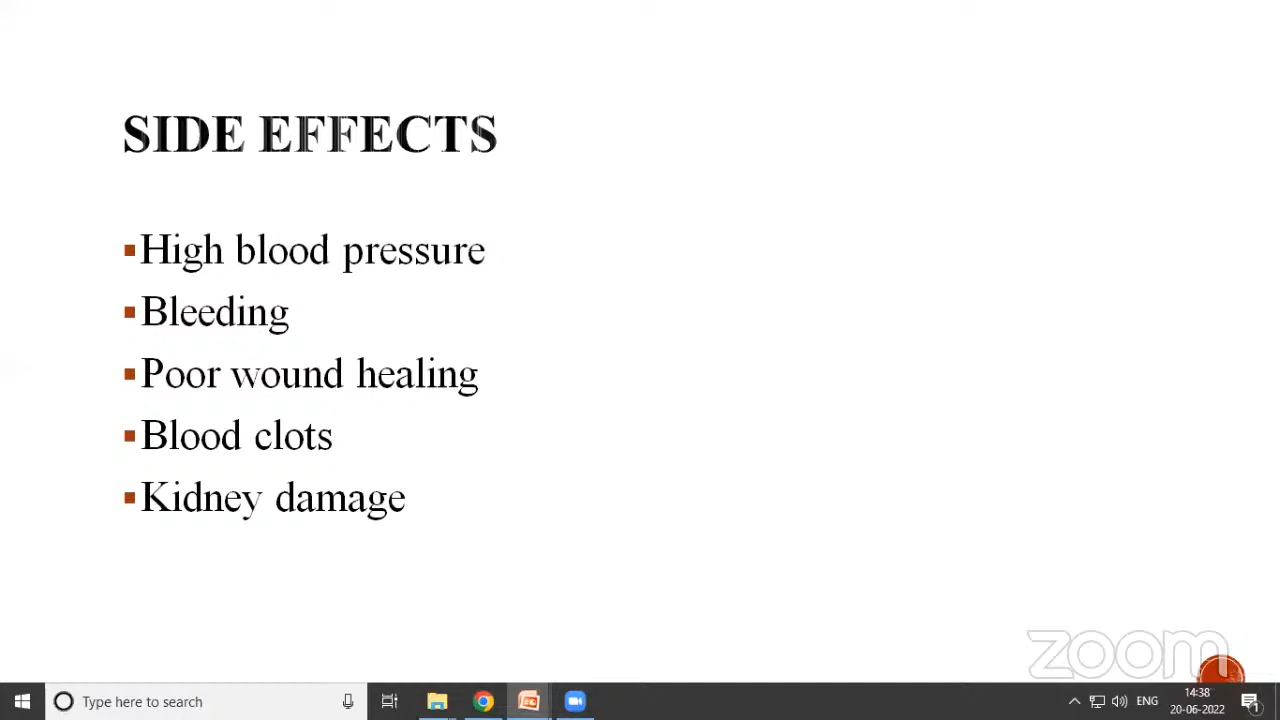 SIDE EFFECTS
▪High blood pressure
▪Bleeding
▪Poor wound healing
▪Blood clots
▪Kidney damage
zoom
Type here to search
ENG
14:38
20-06-2022
1